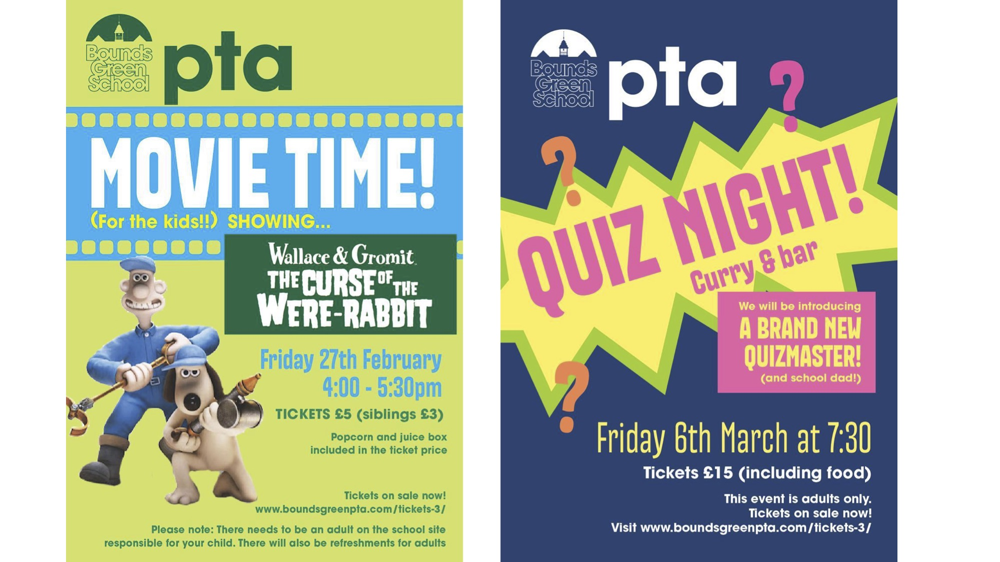 Bounds
Green
School
pta
MOVIE TIME!
(For the kids!!) SHOWING...
Wallace & Gromit
THE CURSE OF THE
WERE-RABBIT
Friday 27th February
4:00 - 5:30pm
TICKETS £5 (siblings £3)
Popcorn and juice box
included in the ticket price
Tickets on sale now!
www.boundsgreenpta.com/tickets-3/
Please note: There needs to be an adult on the school site
responsible for your child. There will also be refreshments for adults
Bounds
Green
School
pta
?
?
QUIZ NIGHT!
Curry & bar
We will be introducing
A BRAND NEW
QUIZMASTER!
(and school dad!)
?
Friday 6th March at 7:30
Tickets £15 (including food)
This event is adults only.
Tickets on sale now!
Visit www.boundsgreenpta.com/tickets-3/